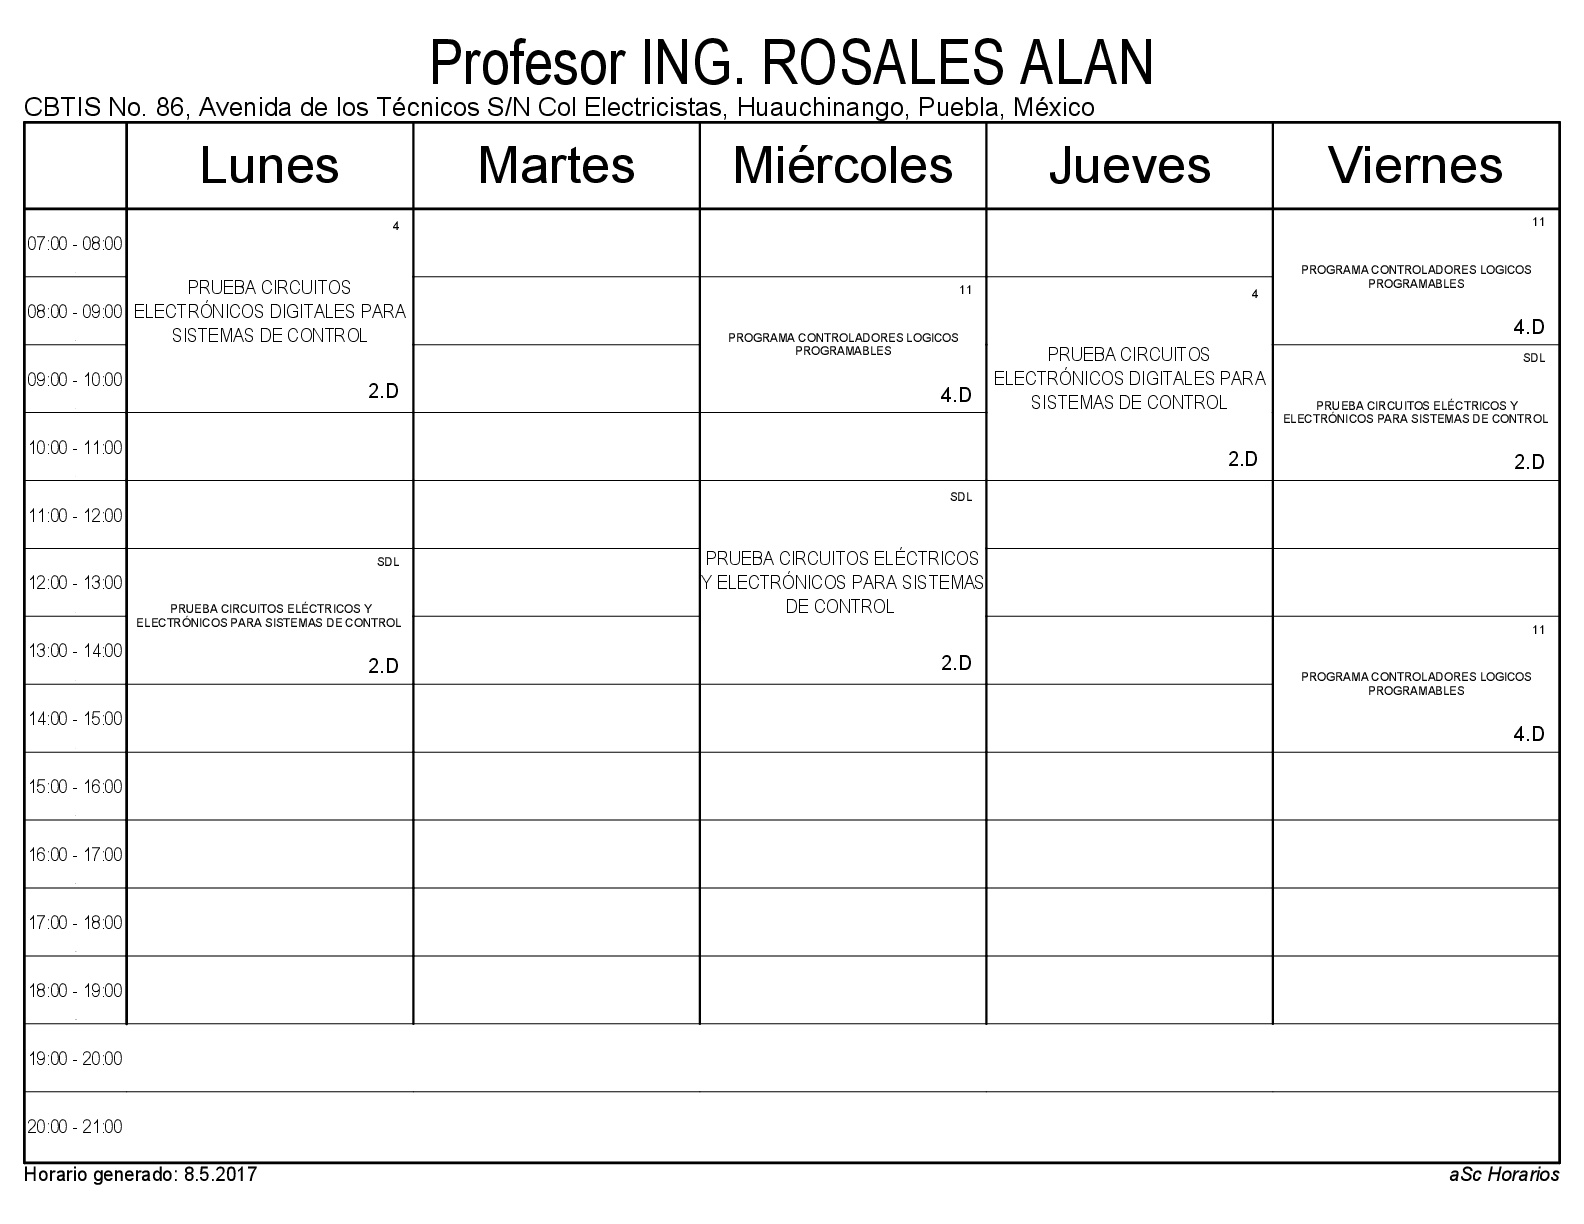 Profesor ING. ROSALES ALAN
CBTIS No. 86, Avenida de los Técnicos S/N Col Electricistas, Huauchinango, Puebla, México
Lunes
Martes
Miércoles
Jueves
Viernes
07:00 - 08:00
08:00 - 09:00
09:00 - 10:00
10:00 - 11:00
11:00 - 12:00
12:00 - 13:00
13:00 - 14:00
14:00 - 15:00
15:00 - 16:00
16:00 - 17:00
17:00 - 18:00
18:00 - 19:00
19:00 - 20:00
20:00 - 21:00
4
PRUEBA CIRCUITOS
ELECTRÓNICOS DIGITALES PARA
SISTEMAS DE CONTROL
2.D
SDL
PRUEBA CIRCUITOS ELÉCTRICOS Y
ELECTRÓNICOS PARA SISTEMAS DE CONTROL
2.D
11
PROGRAMA CONTROLADORES LOGICOS
PROGRAMABLES
4.D
SDL
PRUEBA CIRCUITOS ELÉCTRICOS
Y ELECTRÓNICOS PARA SISTEMAS
DE CONTROL
2.D
4
PRUEBA CIRCUITOS
ELECTRÓNICOS DIGITALES PARA
SISTEMAS DE CONTROL
2.D
11
PROGRAMA CONTROLADORES LOGICOS
PROGRAMABLES
4.D
SDL
PRUEBA CIRCUITOS ELÉCTRICOS Y
ELECTRÓNICOS PARA SISTEMAS DE CONTROL
2.D
11
PROGRAMA CONTROLADORES LOGICOS
PROGRAMABLES
4.D
Horario generado: 8.5.2017
aSc Horarios